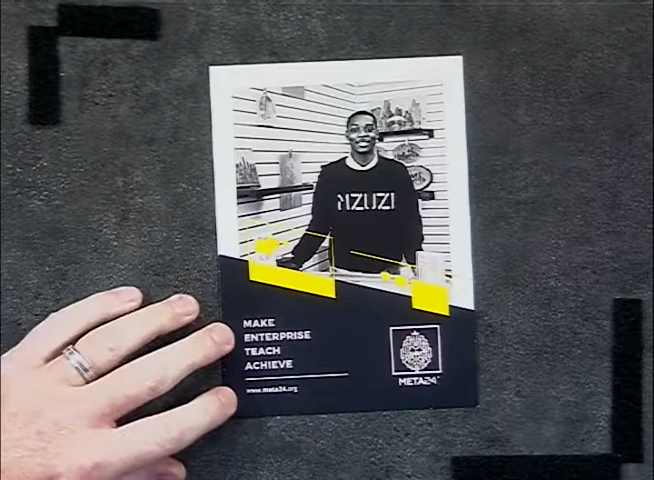 NZUZI
MAKE
ENTERPRISE
TEACH
ACHIEVE
www.meta24.org
META24